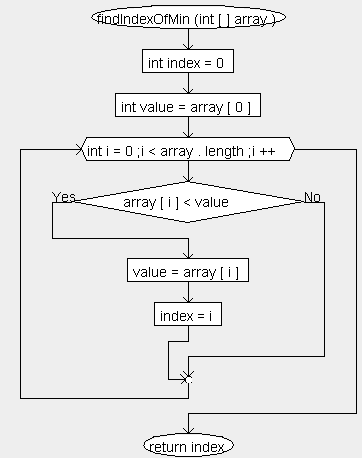 findIndexOfMin (int [ ] array )
int index = 0
int value = array [ 0 ]
int i = 0 ;i < array . length ;i ++
Yes
array [ i ] < value
No
value = array [ i ]
index = i
return index